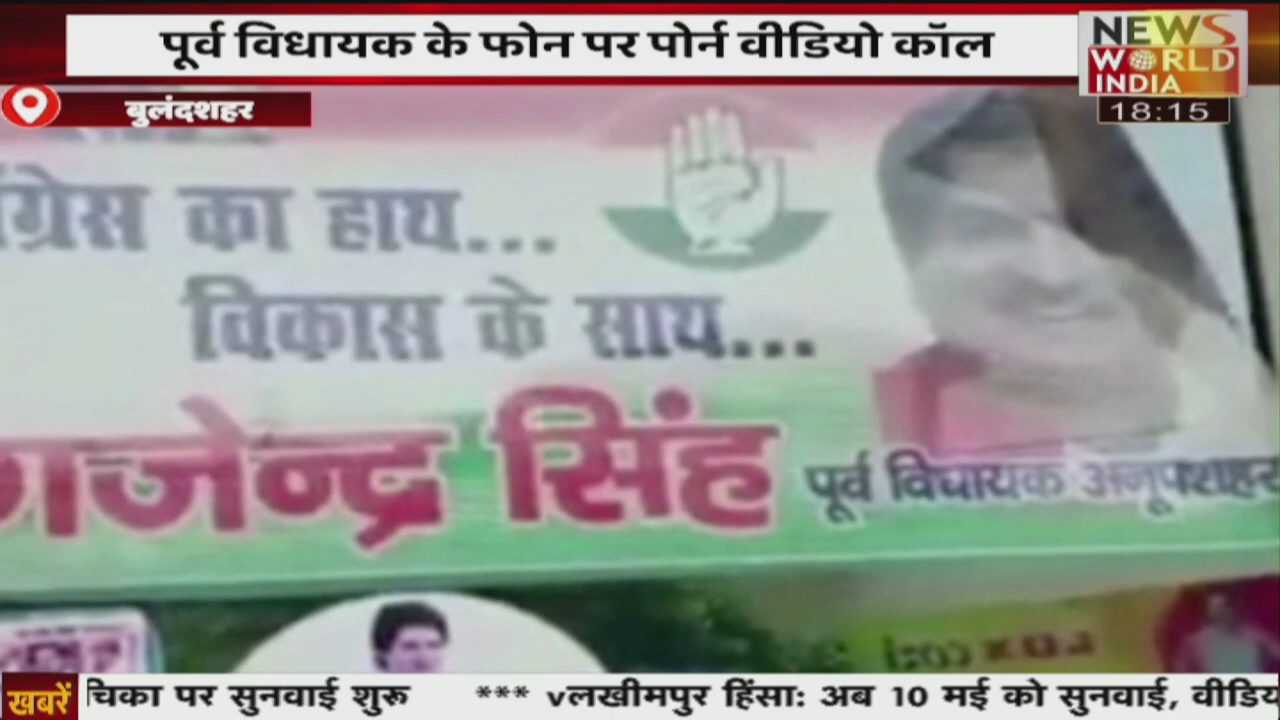 पूर्व विधायक के फोन पर पोर्न वीडियो कॉल
NEWS
WORLD
INDIA
18:15
बुलंदशहर
का हाथ...
विकास के साथ...
गजेन्द्र सिंह
पूर्व विधायक अनूपशहर
खबरें
चिका पर सुनवाई शुरू *** vलखीमपुर हिंसा: अब 10 मई को सुनवाई, वीडिय